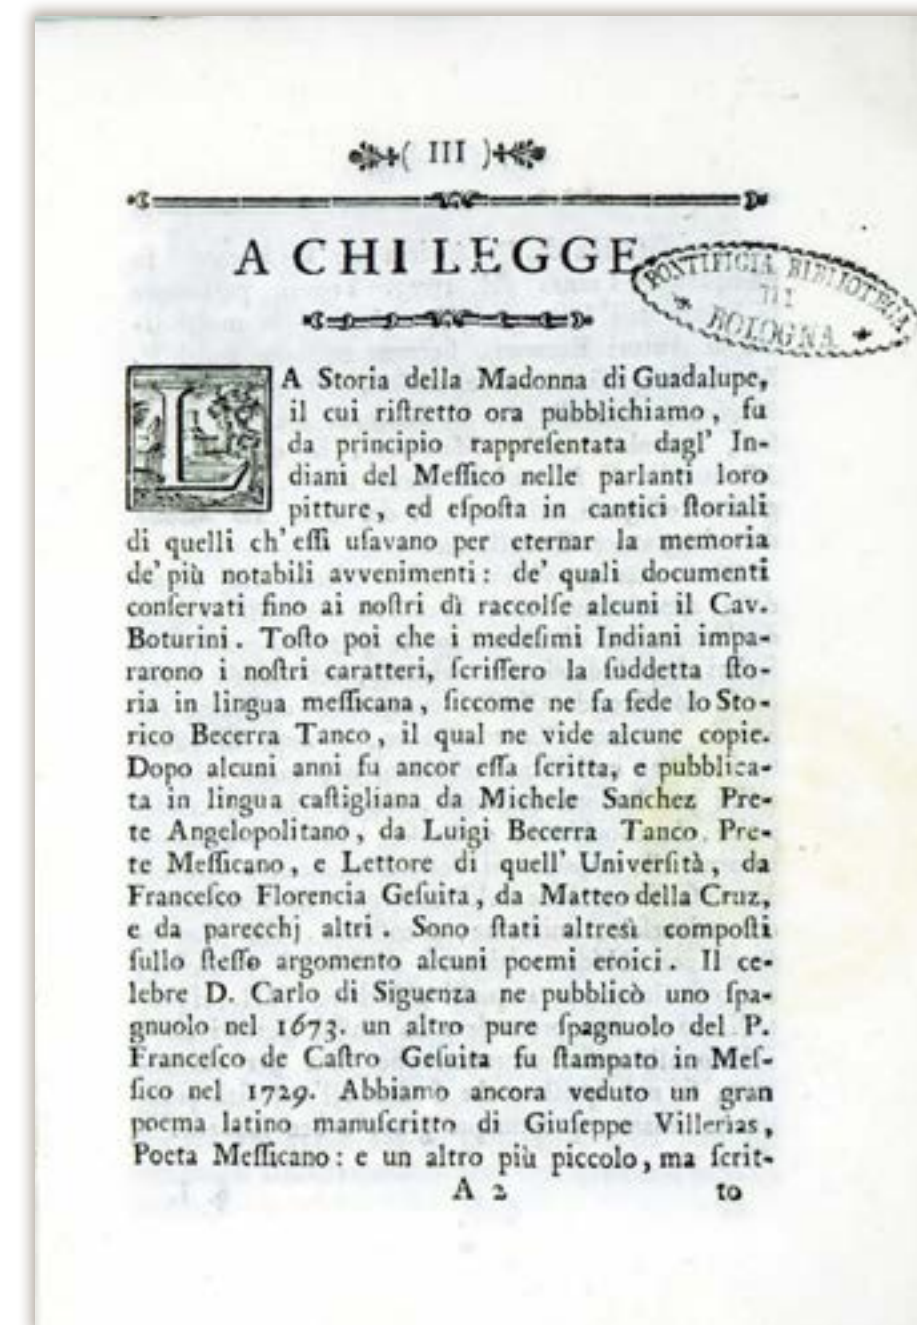 ( III )
A CHI LEGGE
PONTIFICIA BIBLIOTECA
DI
BOLOGNA
LA Storia della Madonna di Guadalupe,
il cui riſtretto ora pubblichiamo, fu
da principio rappreſentata dagl' In-
diani del Meſſico nelle parlanti loro
pitture, ed eſpoſta in cantici ſtoriali
di quelli ch' eſſi uſavano per eternar la memoria
de' più notabili avvenimenti: de' quali documenti
conſervati fino ai noſtri dì raccolſe alcuni il Cav.
Boturini. Toſto poi che i medeſimi Indiani impa-
rarono i noſtri caratteri, ſcriſſero la ſuddetta ſto-
ria in lingua meſſicana, ſiccome ne fa fede lo Sto-
rico Becerra Tanco, il qual ne vide alcune copie.
Dopo alcuni anni fu ancor eſſa ſcritta, e pubblica-
ta in lingua caſtigliana da Michele Sanchez Pre-
te Angelopolitano, da Luigi Becerra Tanco Pre-
te Meſſicano, e Lettore di quell' Univerſità, da
Franceſco Florencia Geſuita, da Matteo della Cruz,
e da parecchj altri. Sono ſtati altresì compoſti
ſullo ſteſſo argomento alcuni poemi eroici. Il ce-
lebre D. Carlo di Siguenza ne pubblicò uno ſpa-
gnuolo nel 1673. un altro pure ſpagnuolo del P.
Franceſco de Caſtro Geſuita fu ſtampato in Meſ-
ſico nel 1729. Abbiamo ancora veduto un gran
poema latino manuſcritto di Giuſeppe Villerìas,
Poeta Meſſicano: e un altro più piccolo, ma ſcrit-
A 2 to